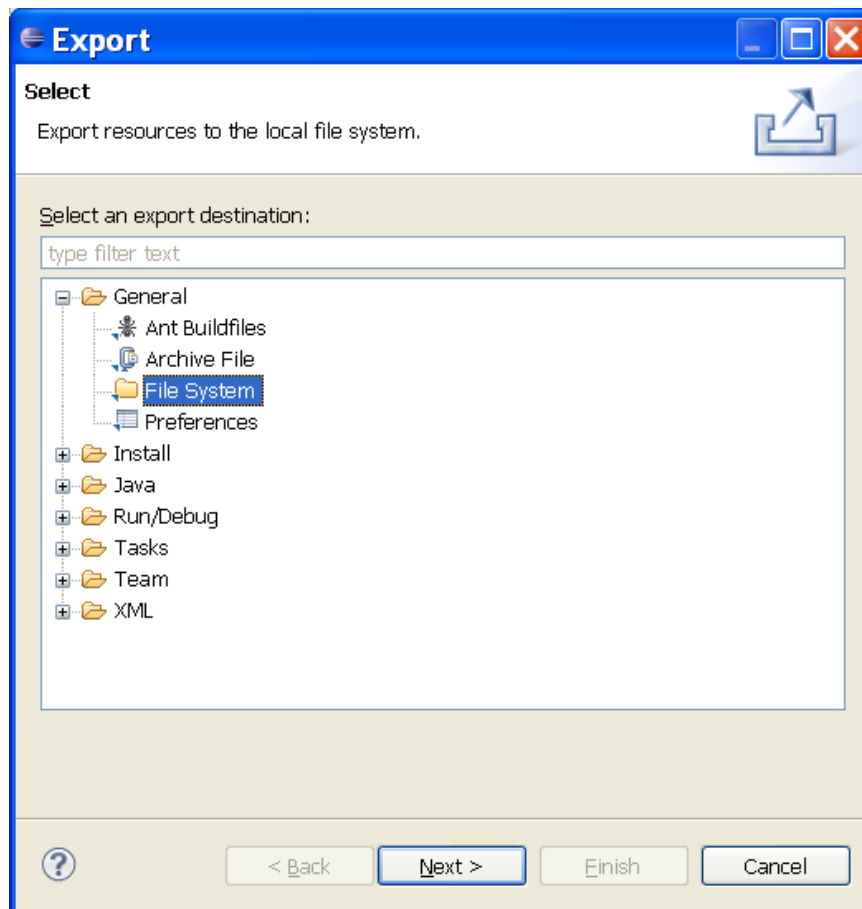 Export
Select
Export resources to the local file system.
Select an export destination:
type filter text
General
Ant Buildfiles
Archive File
File System
Preferences
Install
Java
Run/Debug
Tasks
Team
XML
? < Back Next > Finish Cancel